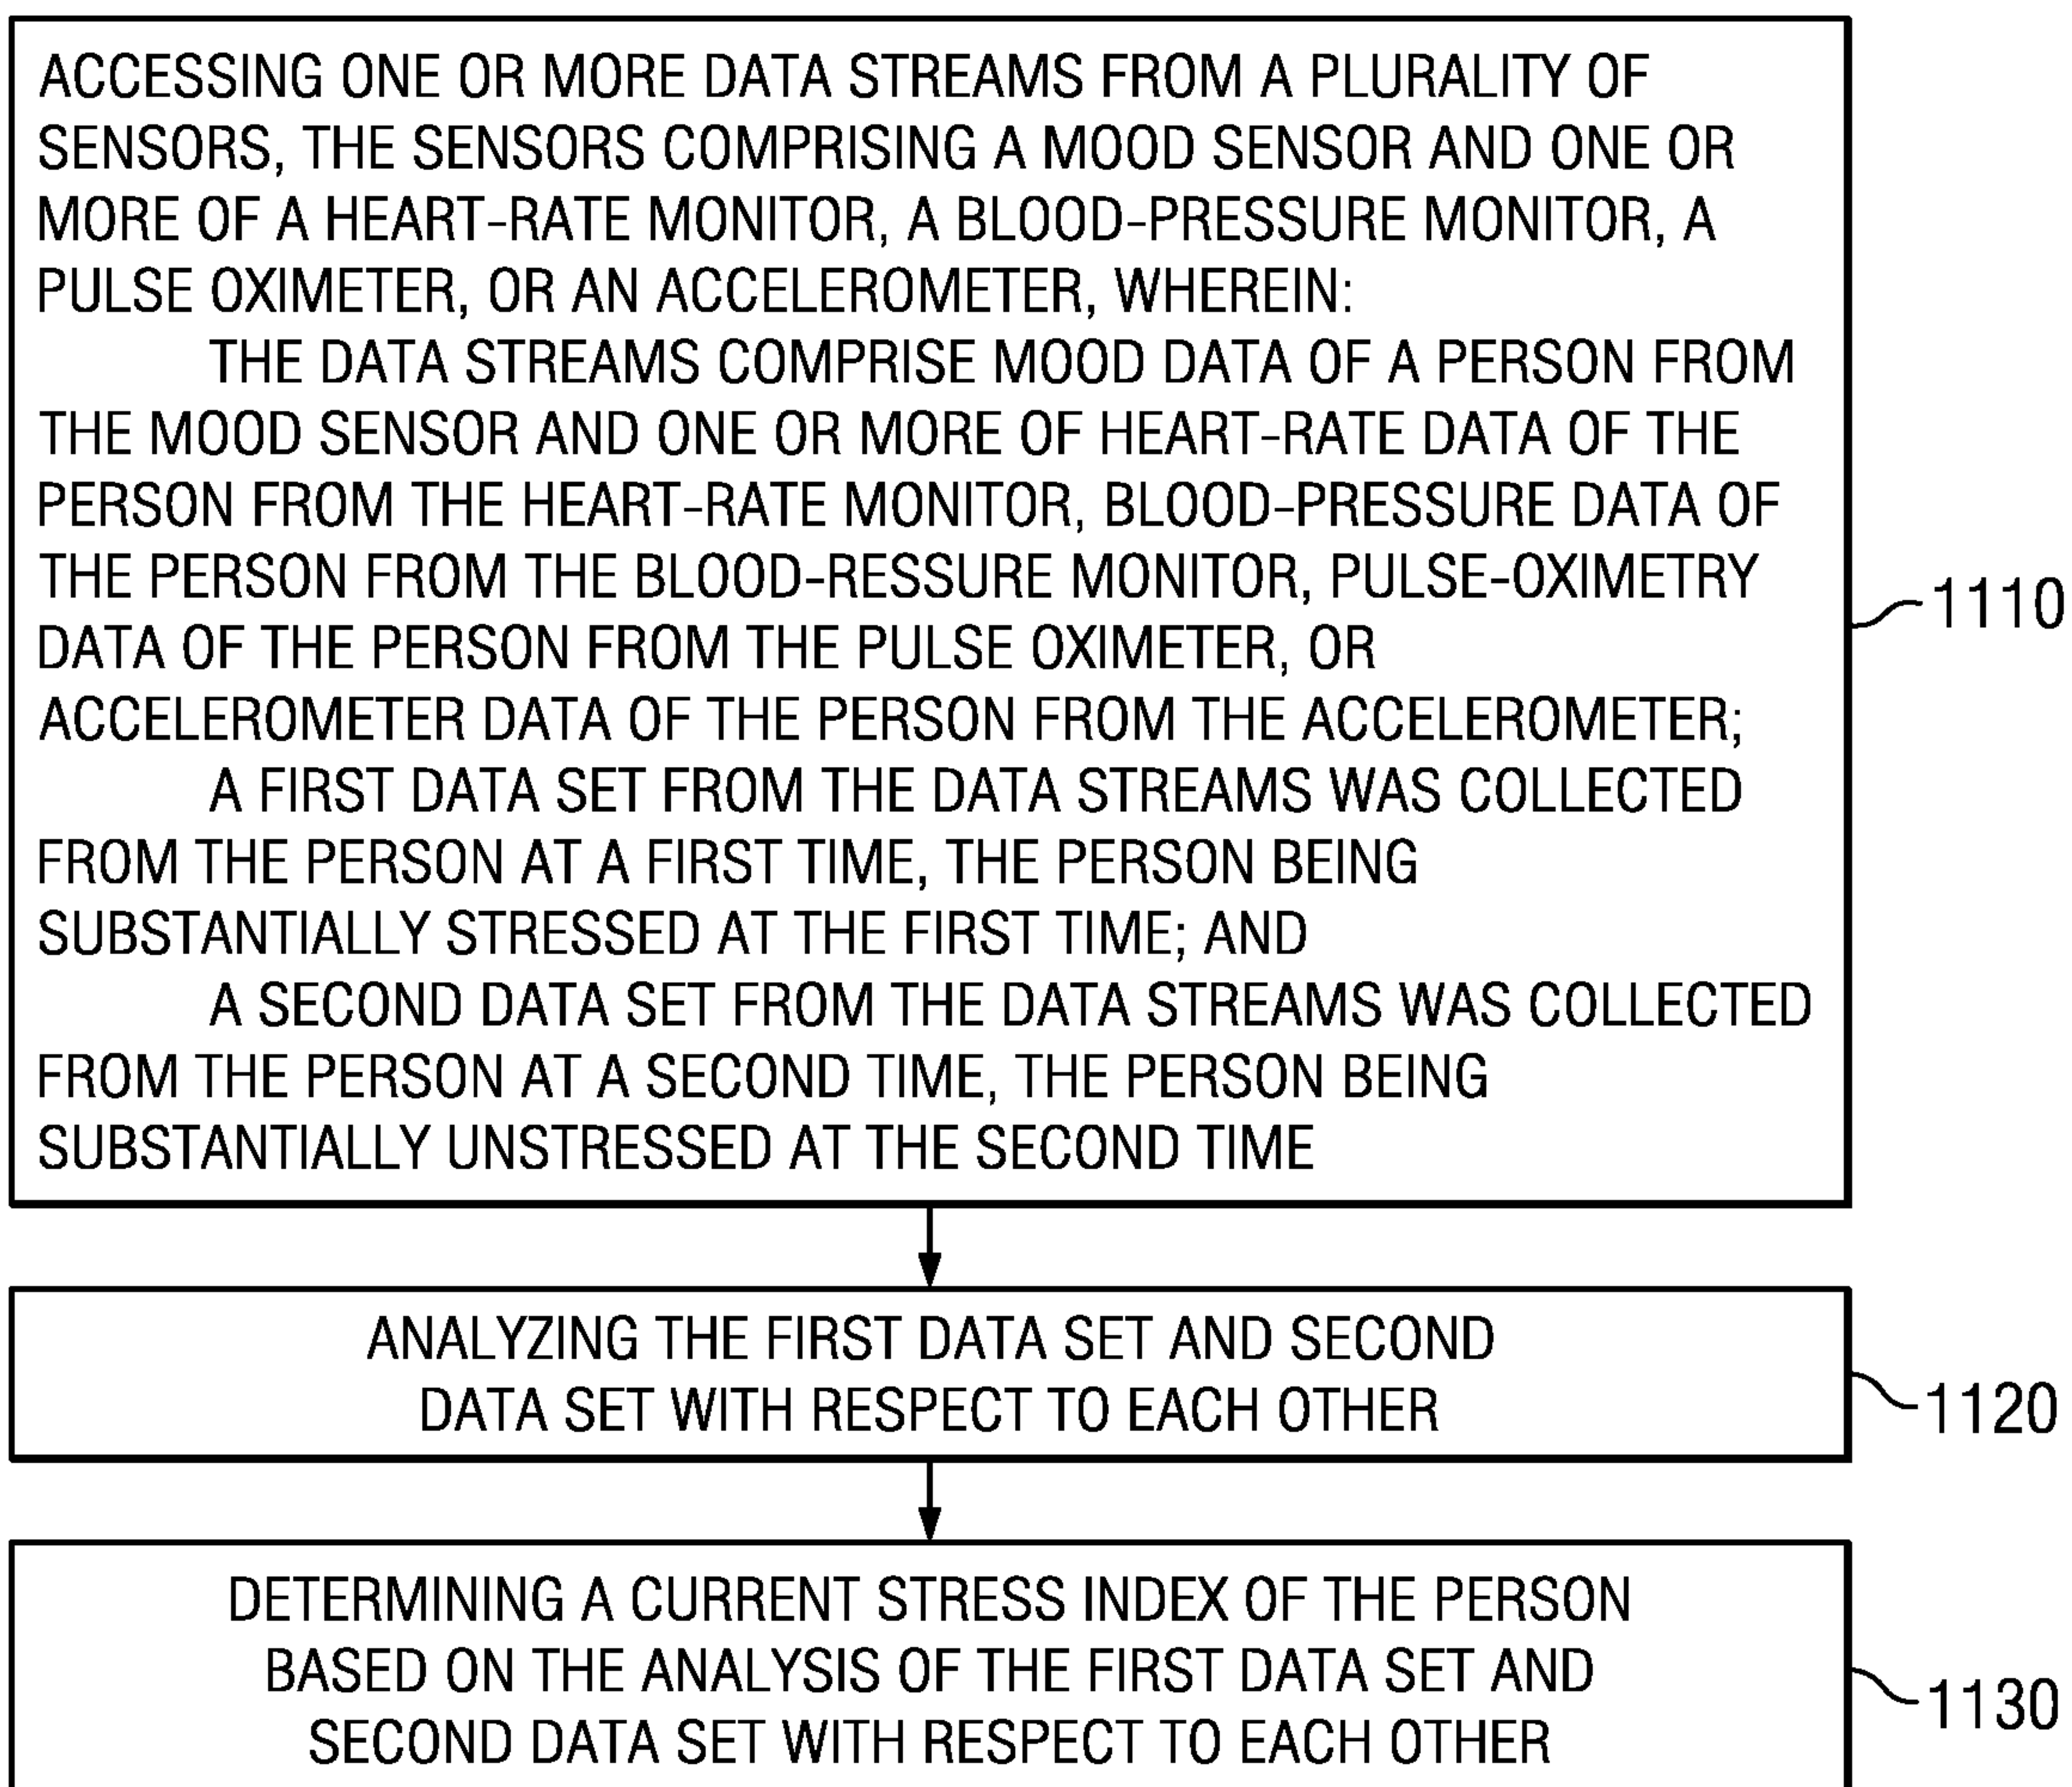 ACCESSING ONE OR MORE DATA STREAMS FROM A PLURALITY OF
SENSORS, THE SENSORS COMPRISING A MOOD SENSOR AND ONE OR
MORE OF A HEART-RATE MONITOR, A BLOOD-PRESSURE MONITOR, A
PULSE OXIMETER, OR AN ACCELEROMETER, WHEREIN:
THE DATA STREAMS COMPRISE MOOD DATA OF A PERSON FROM
THE MOOD SENSOR AND ONE OR MORE OF HEART-RATE DATA OF THE
PERSON FROM THE HEART-RATE MONITOR, BLOOD-PRESSURE DATA OF
THE PERSON FROM THE BLOOD-RESSURE MONITOR, PULSE-OXIMETRY
DATA OF THE PERSON FROM THE PULSE OXIMETER, OR
ACCELEROMETER DATA OF THE PERSON FROM THE ACCELEROMETER;
A FIRST DATA SET FROM THE DATA STREAMS WAS COLLECTED
FROM THE PERSON AT A FIRST TIME, THE PERSON BEING
SUBSTANTIALLY STRESSED AT THE FIRST TIME; AND
A SECOND DATA SET FROM THE DATA STREAMS WAS COLLECTED
FROM THE PERSON AT A SECOND TIME, THE PERSON BEING
SUBSTANTIALLY UNSTRESSED AT THE SECOND TIME
1110
ANALYZING THE FIRST DATA SET AND SECOND
DATA SET WITH RESPECT TO EACH OTHER
1120
DETERMINING A CURRENT STRESS INDEX OF THE PERSON
BASED ON THE ANALYSIS OF THE FIRST DATA SET AND
SECOND DATA SET WITH RESPECT TO EACH OTHER
1130